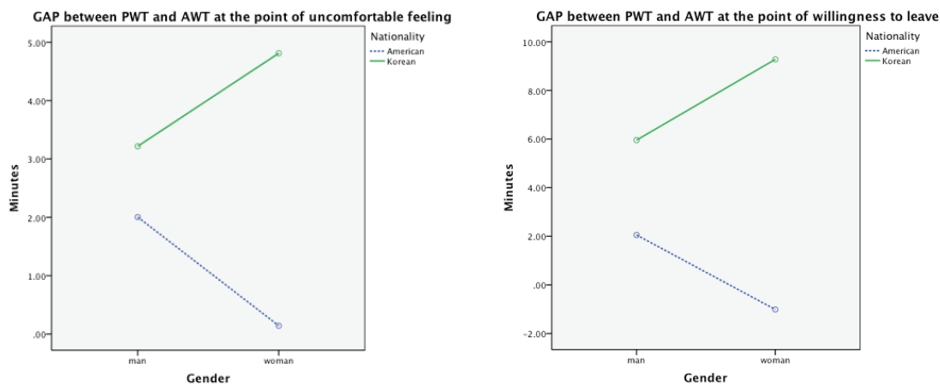 GAP between PWT and AWT at the point of uncomfortable feeling
Nationality
American
Korean
5.00
4.00
3.00
2.00
1.00
.00
Minutes
man
woman
Gender
GAP between PWT and AWT at the point of willingness to leave
Nationality
American
Korean
10.00
8.00
6.00
4.00
2.00
.00
-2.00
Minutes
man
woman
Gender